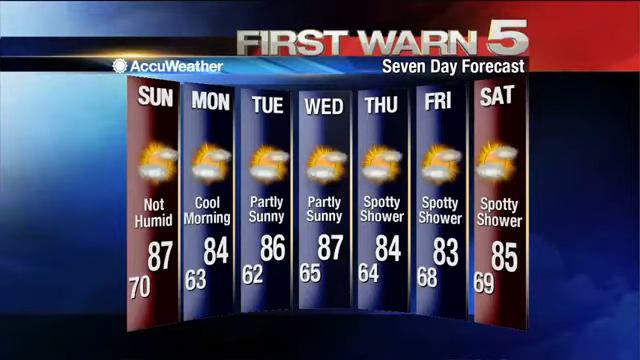 FIRST WARN 5
AccuWeather
Seven Day Forecast
SUN
Not
Humid
87
70
MON
Cool
Morning
84
63
TUE
Partly
Sunny
86
62
WED
Partly
Sunny
87
65
THU
Spotty
Shower
84
64
FRI
Spotty
Shower
83
68
SAT
Spotty
Shower
85
69